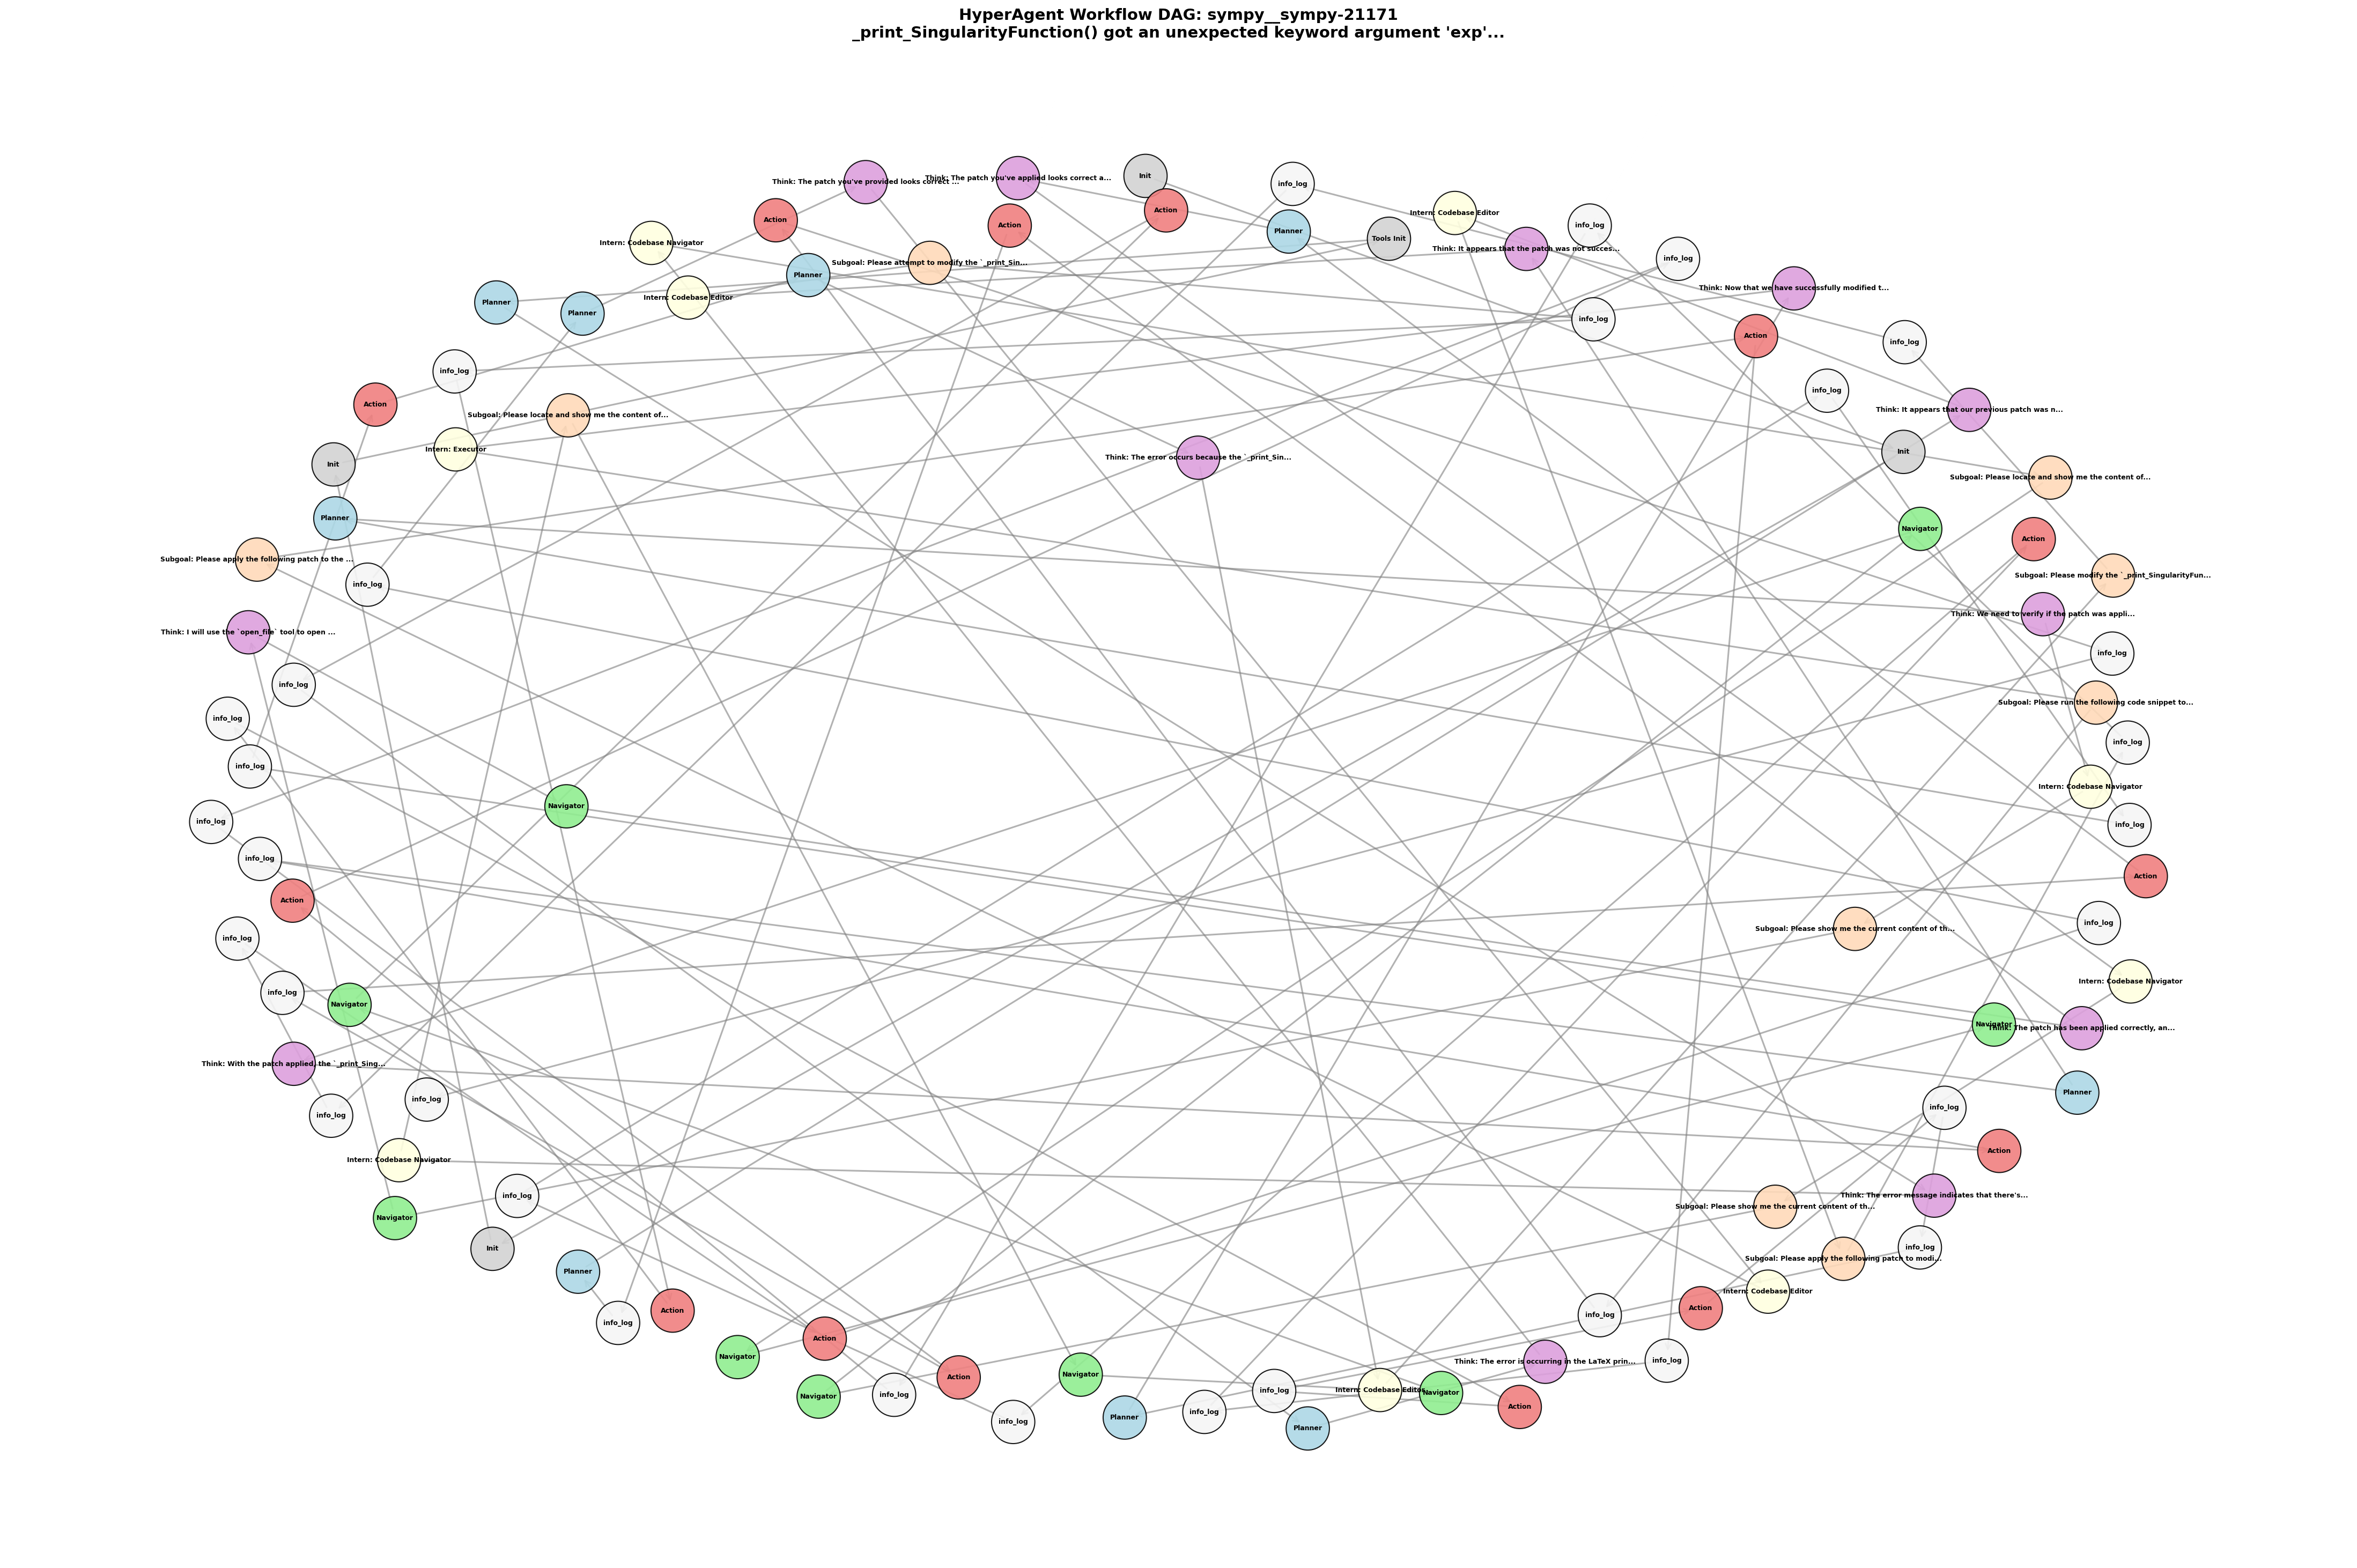 HyperAgent Workflow DAG: sympy__sympy-21171
_print_SingularityFunction() got an unexpected keyword argument 'exp'...
Init
Think: The patch you've applied looks correct a...
Think: The patch you've provided looks correct ...
info_log
Action
Intern: Codebase Editor
Action
Action
info_log
Planner
Tools Init
Intern: Codebase Navigator
Think: It appears that the patch was not succes...
info_log
Subgoal: Please attempt to modify the `_print_Sin...
Planner
Think: Now that we have successfully modified t...
Intern: Codebase Editor
Planner
Planner
info_log
Action
info_log
info_log
info_log
Action
Think: It appears that our previous patch was n...
Subgoal: Please locate and show me the content of...
Intern: Executor
Init
Think: The error occurs because the `_print_Sin...
Init
Subgoal: Please locate and show me the content of...
Planner
Navigator
Action
Subgoal: Please apply the following patch to the ...
Subgoal: Please modify the `_print_SingularityFun...
info_log
Think: We need to verify if the patch was appli...
Think: I will use the `open_file` tool to open ...
info_log
info_log
Subgoal: Please run the following code snippet to...
info_log
info_log
info_log
Intern: Codebase Navigator
Navigator
info_log
info_log
info_log
Action
Action
info_log
Subgoal: Please show me the current content of th...
info_log
Intern: Codebase Navigator
info_log
Navigator
Navigator
Think: The patch has been applied correctly, an...
Think: With the patch applied, the `_print_Sing...
Planner
info_log
info_log
info_log
Action
Intern: Codebase Navigator
Think: The error message indicates that there's...
info_log
Subgoal: Please show me the current content of th...
Navigator
info_log
Init
Subgoal: Please apply the following patch to modi...
Planner
Intern: Codebase Editor
Action
Action
info_log
info_log
Action
Navigator
info_log
Think: The error is occurring in the LaTeX prin...
Navigator
Action
Intern: Codebase Editor
info_log
Navigator
info_log
Navigator
Action
info_log
Planner
info_log
Planner